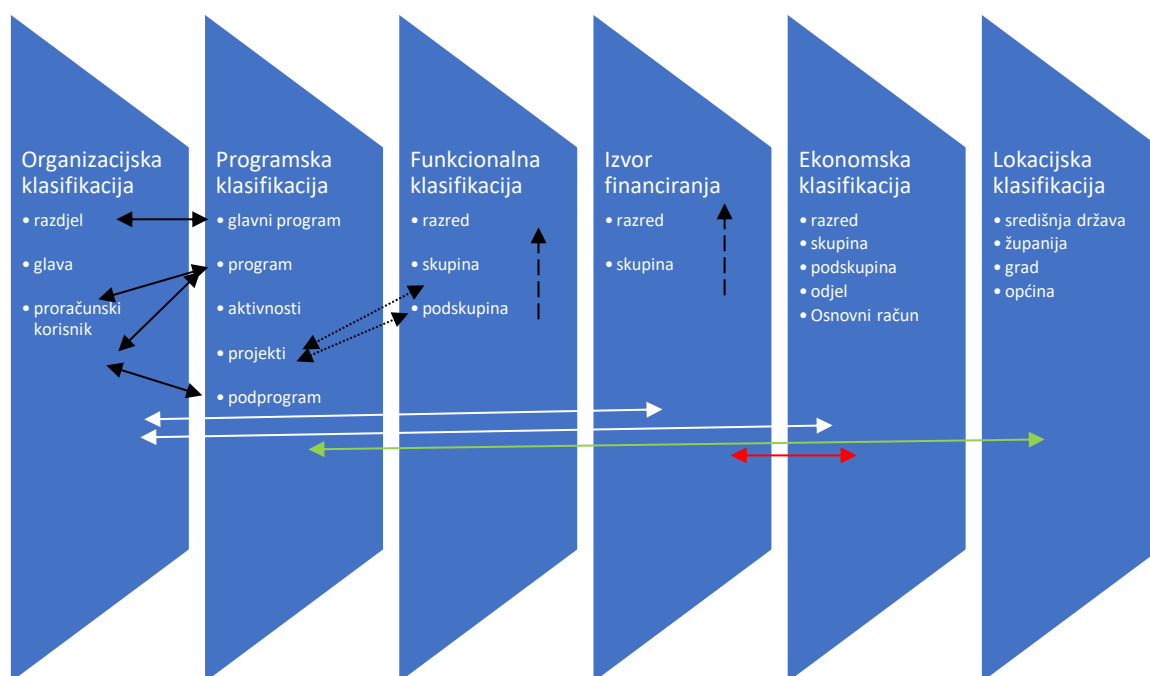 Organizacijska
klasifikacija
• razdjel
• glava
• proračunski
korisnik
Programska
klasifikacija
• glavni program
• program
• aktivnosti
• projekti
• podprogram
Funkcionalna
klasifikacija
• razred
• skupina
• podskupina
Izvor
financiranja
• razred
• skupina
Ekonomska
klasifikacija
• razred
• skupina
• podskupina
• odjel
• Osnovni račun
Lokacijska
klasifikacija
• središnja država
• županija
• grad
• općina